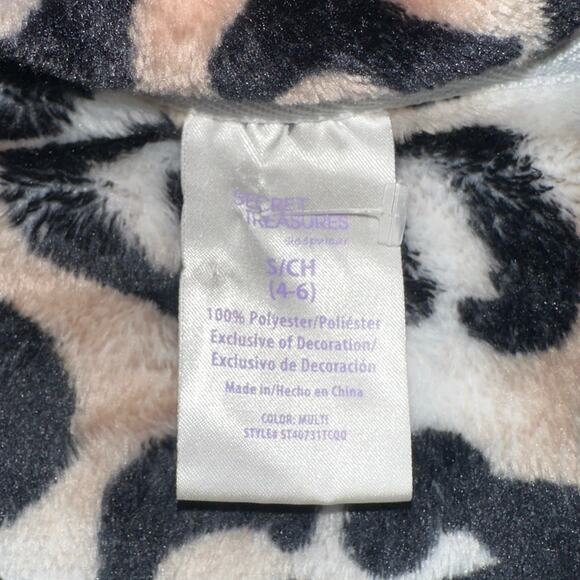 SECRET
TREASURES
sleepwear
S/CH
(4-6)
100% Polyester/Poliéster
Exclusive of Decoration/
Exclusivo de Decoración
Made in/Hecho en China
COLOR: MULTI
STYLE# ST40731TCQQ